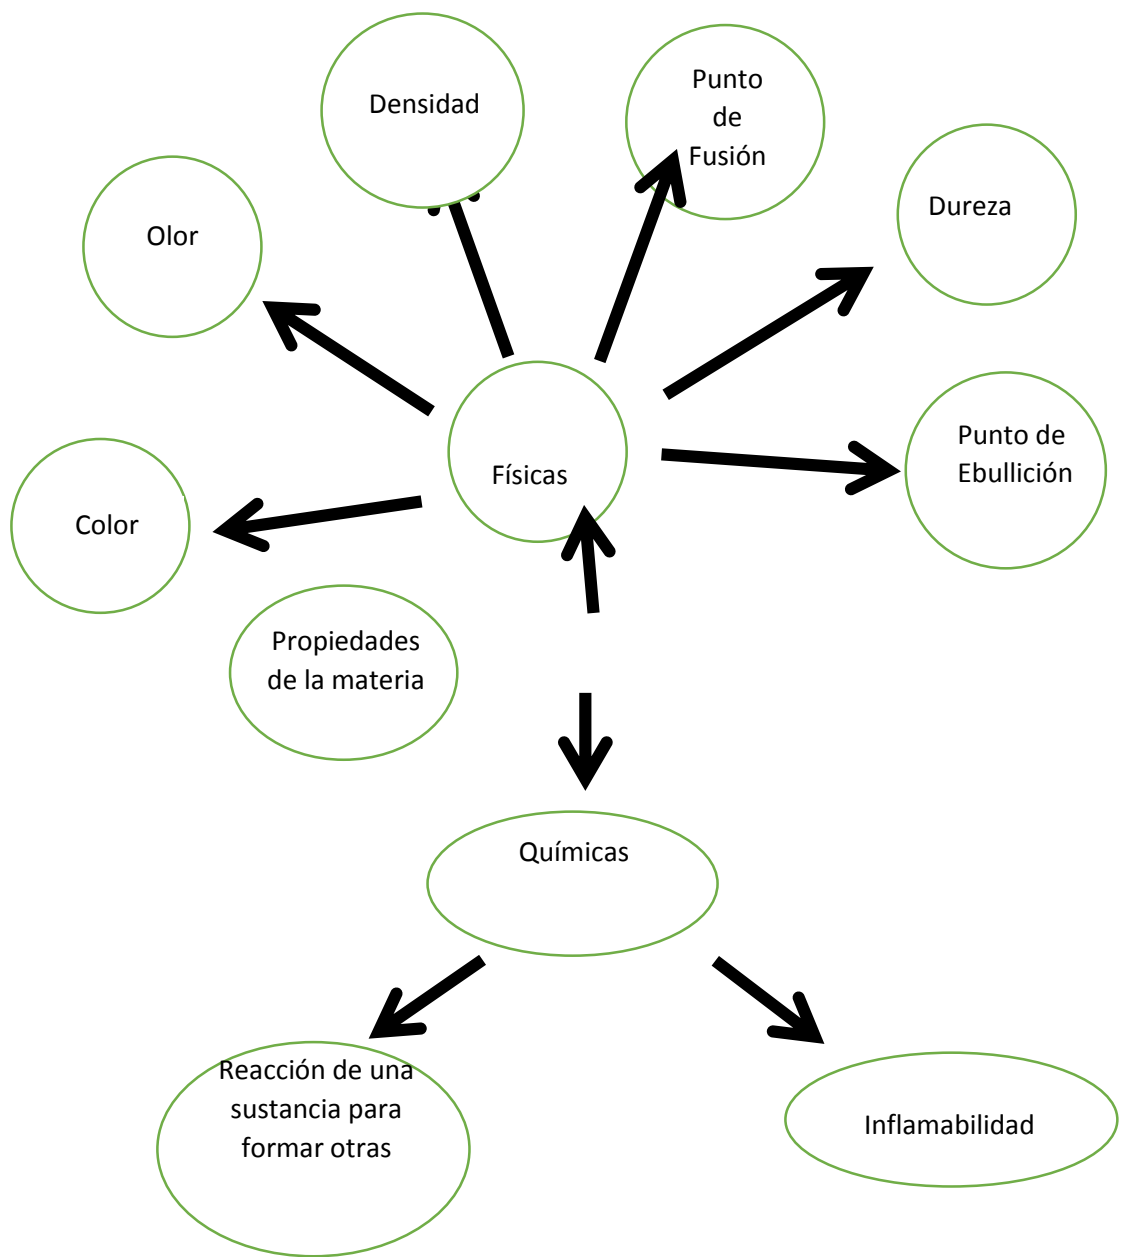 Densidad
Punto
de
Fusión
Dureza
Olor
Punto de
Ebullición
Físicas
Color
Propiedades
de la materia
Químicas
Reacción de una
sustancia para
formar otras
Inflamabilidad